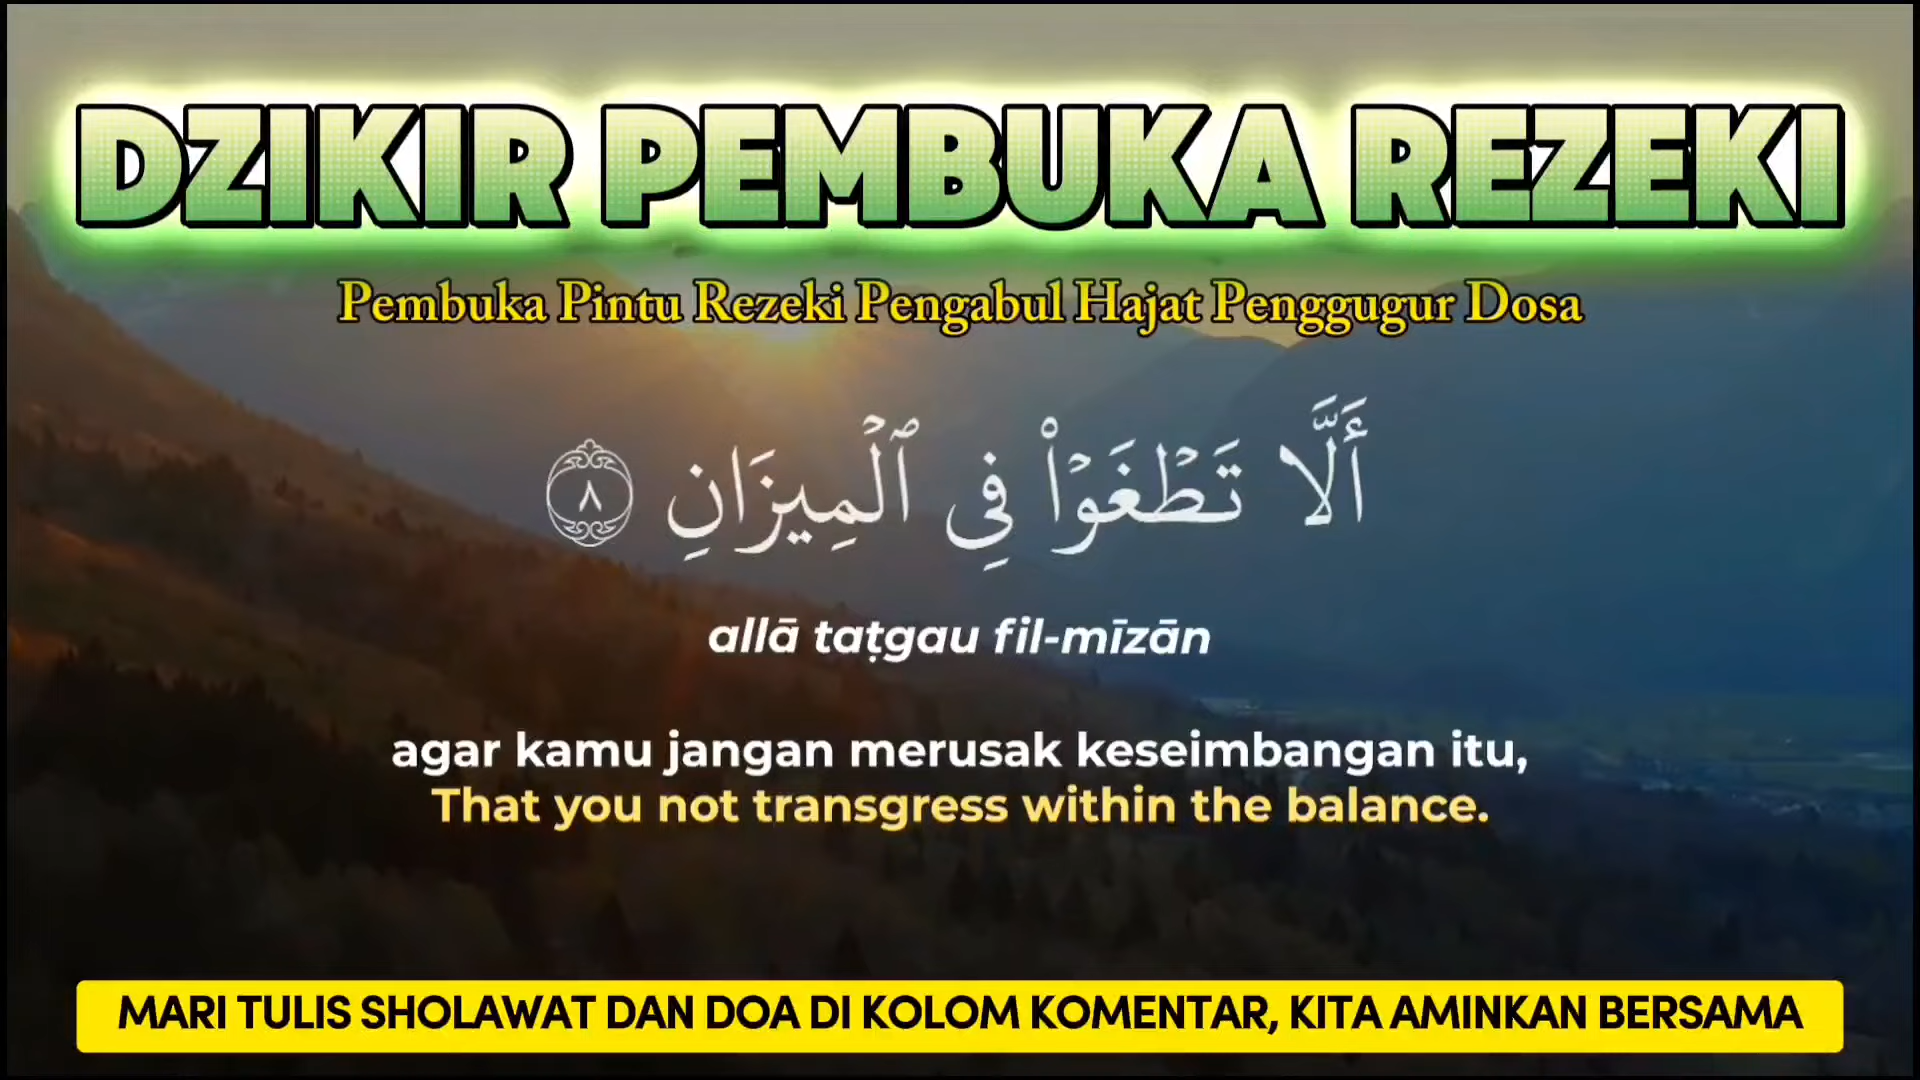 DZIKIR PEMBUKA REZEKI
Pembuka Pintu Rezeki Pengabul Hajat Penggugur Dosa
أَلَّا تَطۡغَوۡاْ فِي ٱلۡمِيزَانِ ٨
allā taṭgau fil-mīzān
agar kamu jangan merusak keseimbangan itu,
That you not transgress within the balance.
MARI TULIS SHOLAWAT DAN DOA DI KOLOM KOMENTAR, KITA AMINKAN BERSAMA